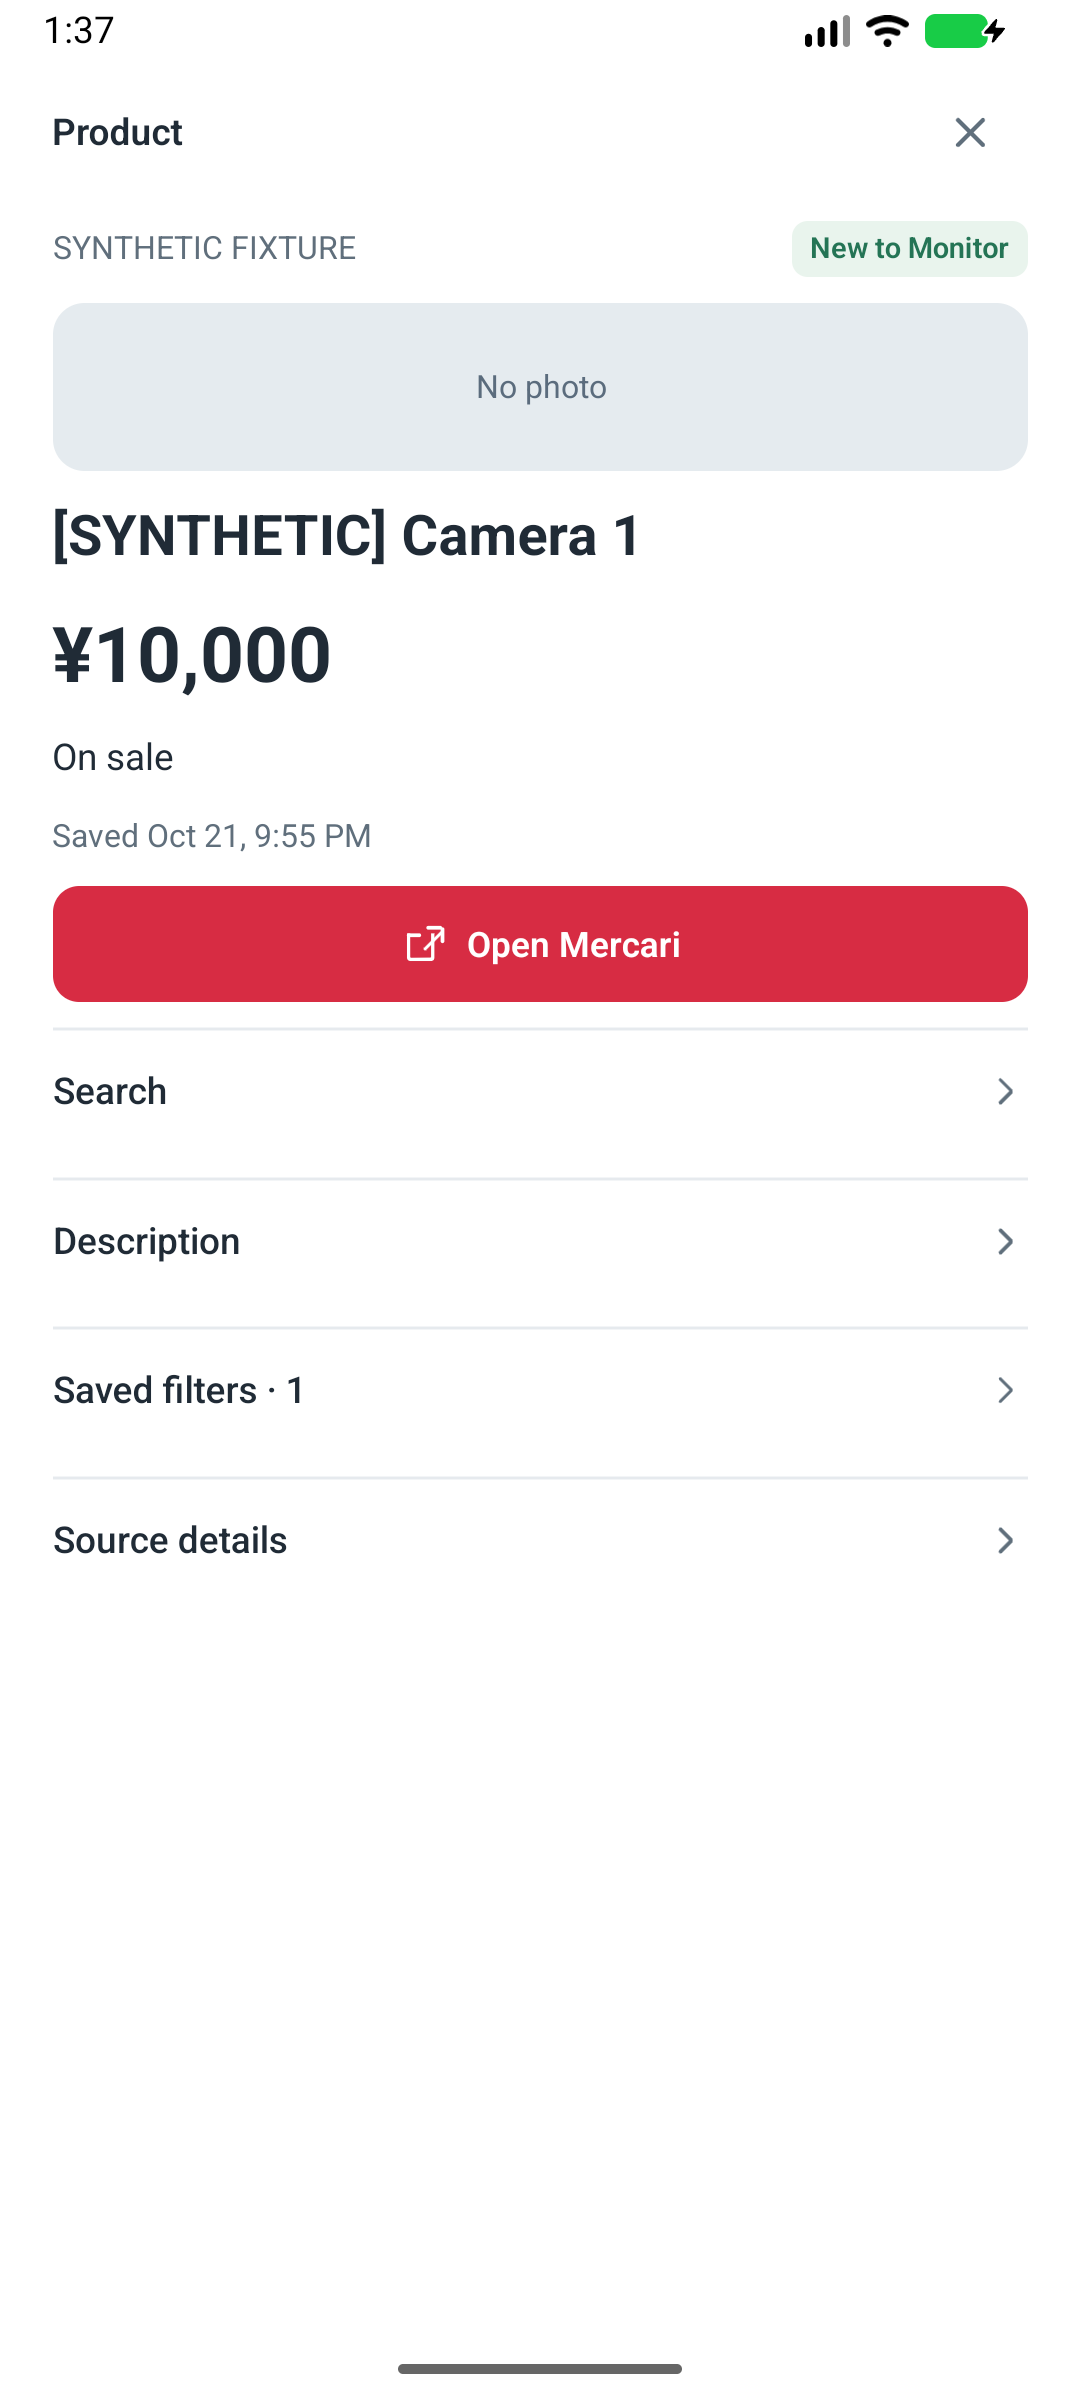 1:37
Product
SYNTHETIC FIXTURE
New to Monitor
No photo
[SYNTHETIC] Camera 1
¥10,000
On sale
Saved Oct 21, 9:55 PM
Open Mercari
Search
Description
Saved filters · 1
Source details